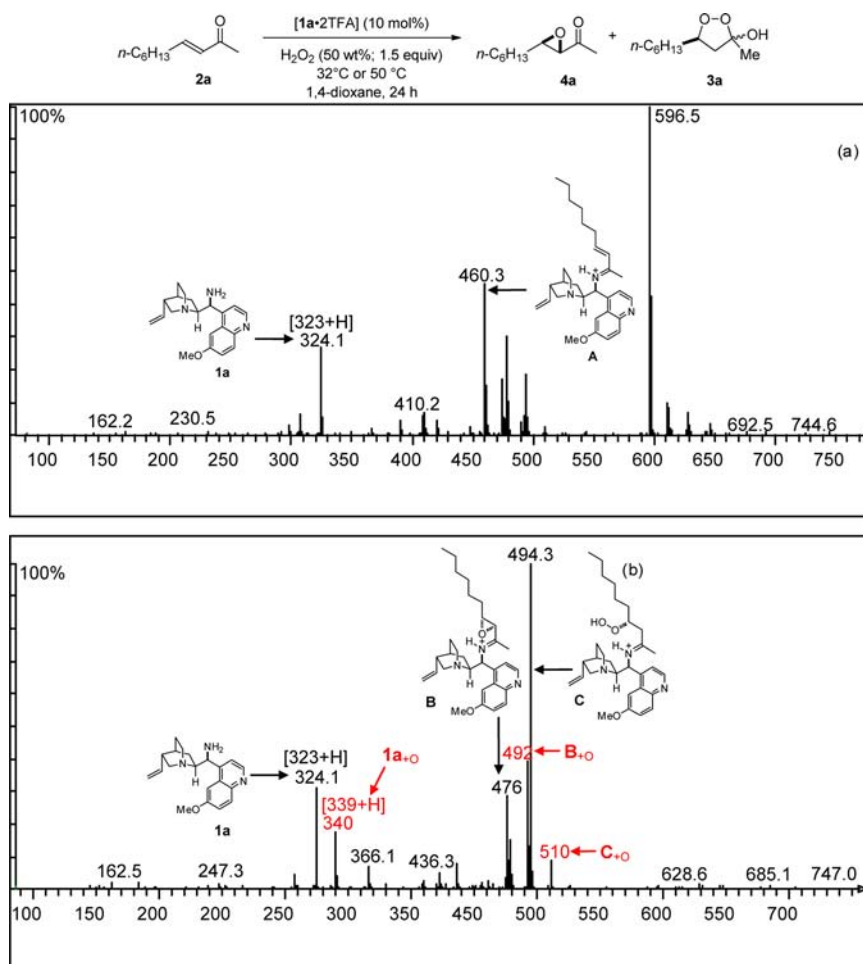 [1a•2TFA] (10 mol%)
H₂O₂ (50 wt%; 1.5 equiv)
32°C or 50 °C
1,4-dioxane, 24 h
n-C₆H₁₃
O
2a
n-C₆H₁₃
O
O
4a
+
n-C₆H₁₃
O-O
OH
Me
3a
100%
596.5
(a)
460.3
H-N+
N
H
N
MeO
A
NH₂
N
H
N
MeO
1a
[323+H]
324.1
162.2
230.5
410.2
692.5
744.6
100 150 200 250 300 350 400 450 500 550 600 650 700 750
100%
494.3
(b)
O
H-N+
N
H
N
MeO
B
HO
O
H-N+
N
H
N
MeO
C
492
B+O
476
NH₂
N
H
N
MeO
1a
[323+H]
324.1
1a+O
[339+H]
340
510
C+O
162.5
247.3
366.1
436.3
628.6
685.1
747.0
100 150 200 250 300 350 400 450 500 550 600 650 700